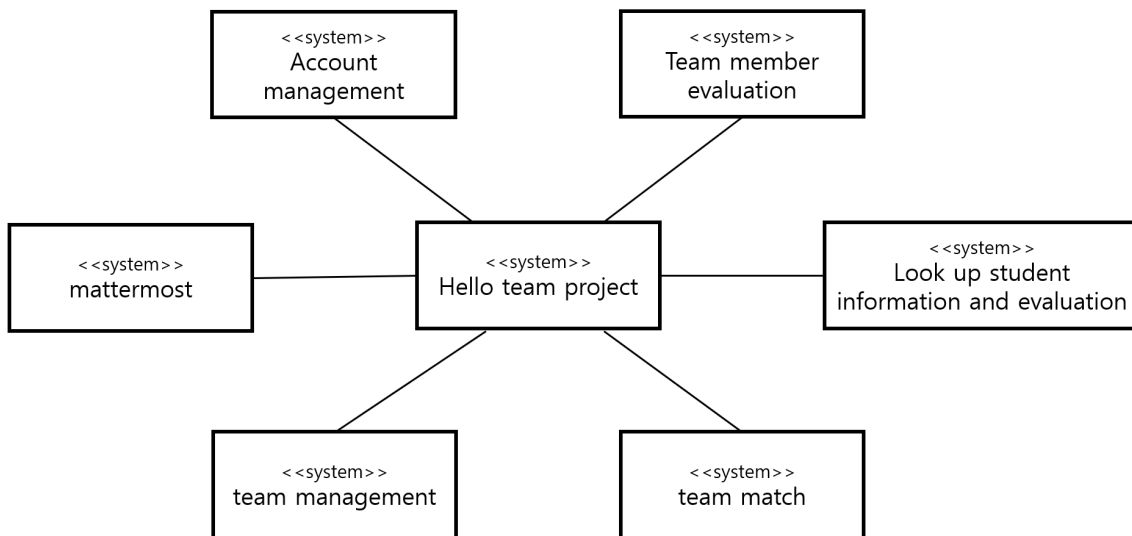 <<system>>
Account
management
<<system>>
Team member
evaluation
<<system>>
mattermost
<<system>>
Hello team project
<<system>>
Look up student
information and evaluation
<<system>>
team management
<<system>>
team match